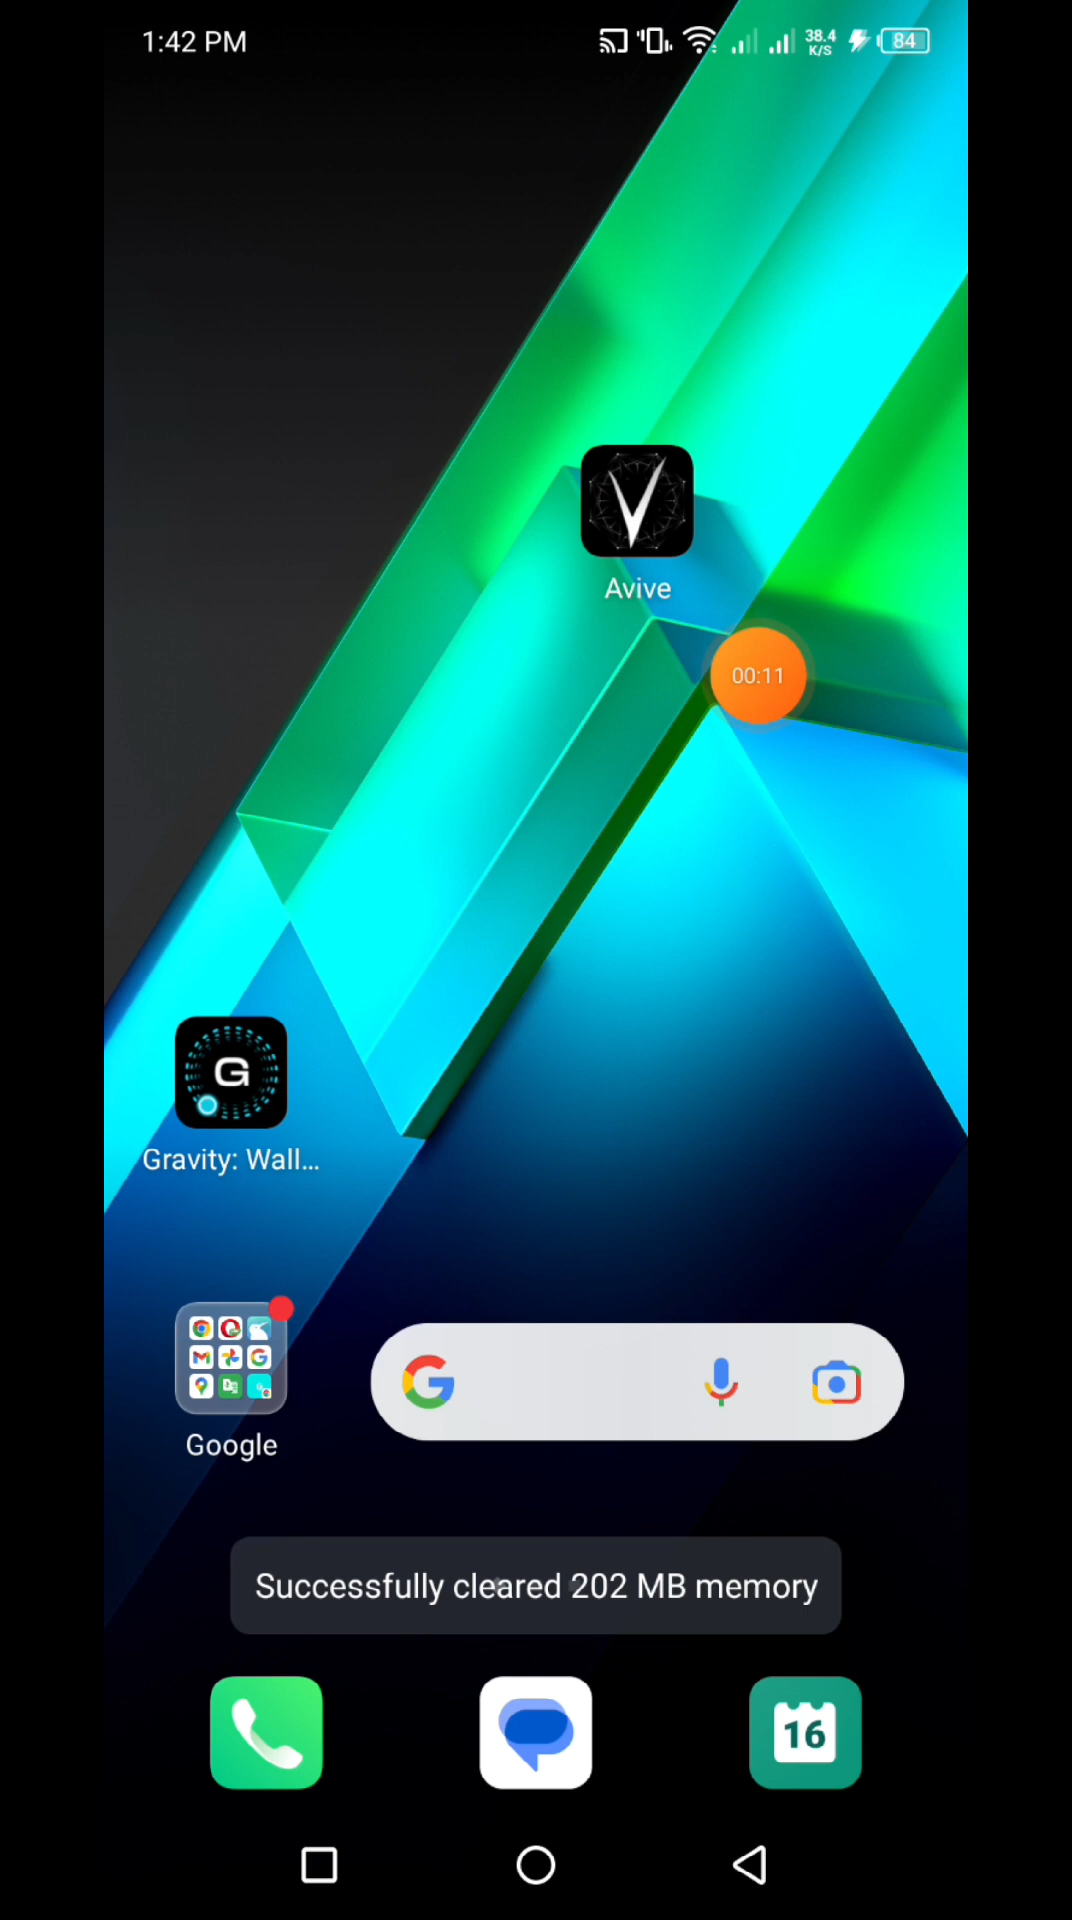 1:42 PM
38.4
K/S
84
Avive
00:11
G
Gravity: Wall...
Google
Successfully cleared 202 MB memory
16